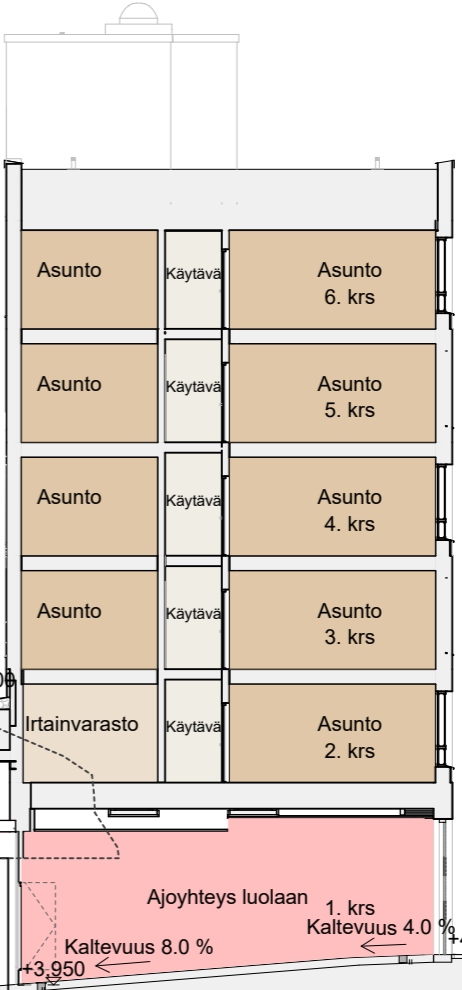 Asunto
Käytävä
Asunto
6. krs
Asunto
Käytävä
Asunto
5. krs
Asunto
Käytävä
Asunto
4. krs
Asunto
Käytävä
Asunto
3. krs
Irtainvarasto
Käytävä
Asunto
2. krs
Ajoyhteys luolaan
1. krs
Kaltevuus 4.0 %
Kaltevuus 8.0 %
+3.950